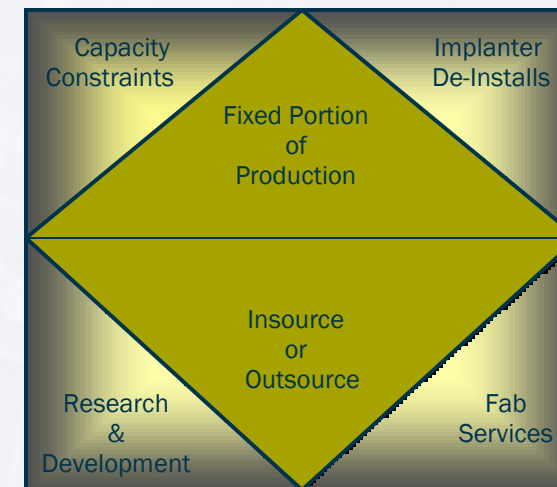 Capacity
Constraints
Implanter
De-Installs
Fixed Portion
of
Production
Insource
or
Outsource
Research
&
Development
Fab
Services